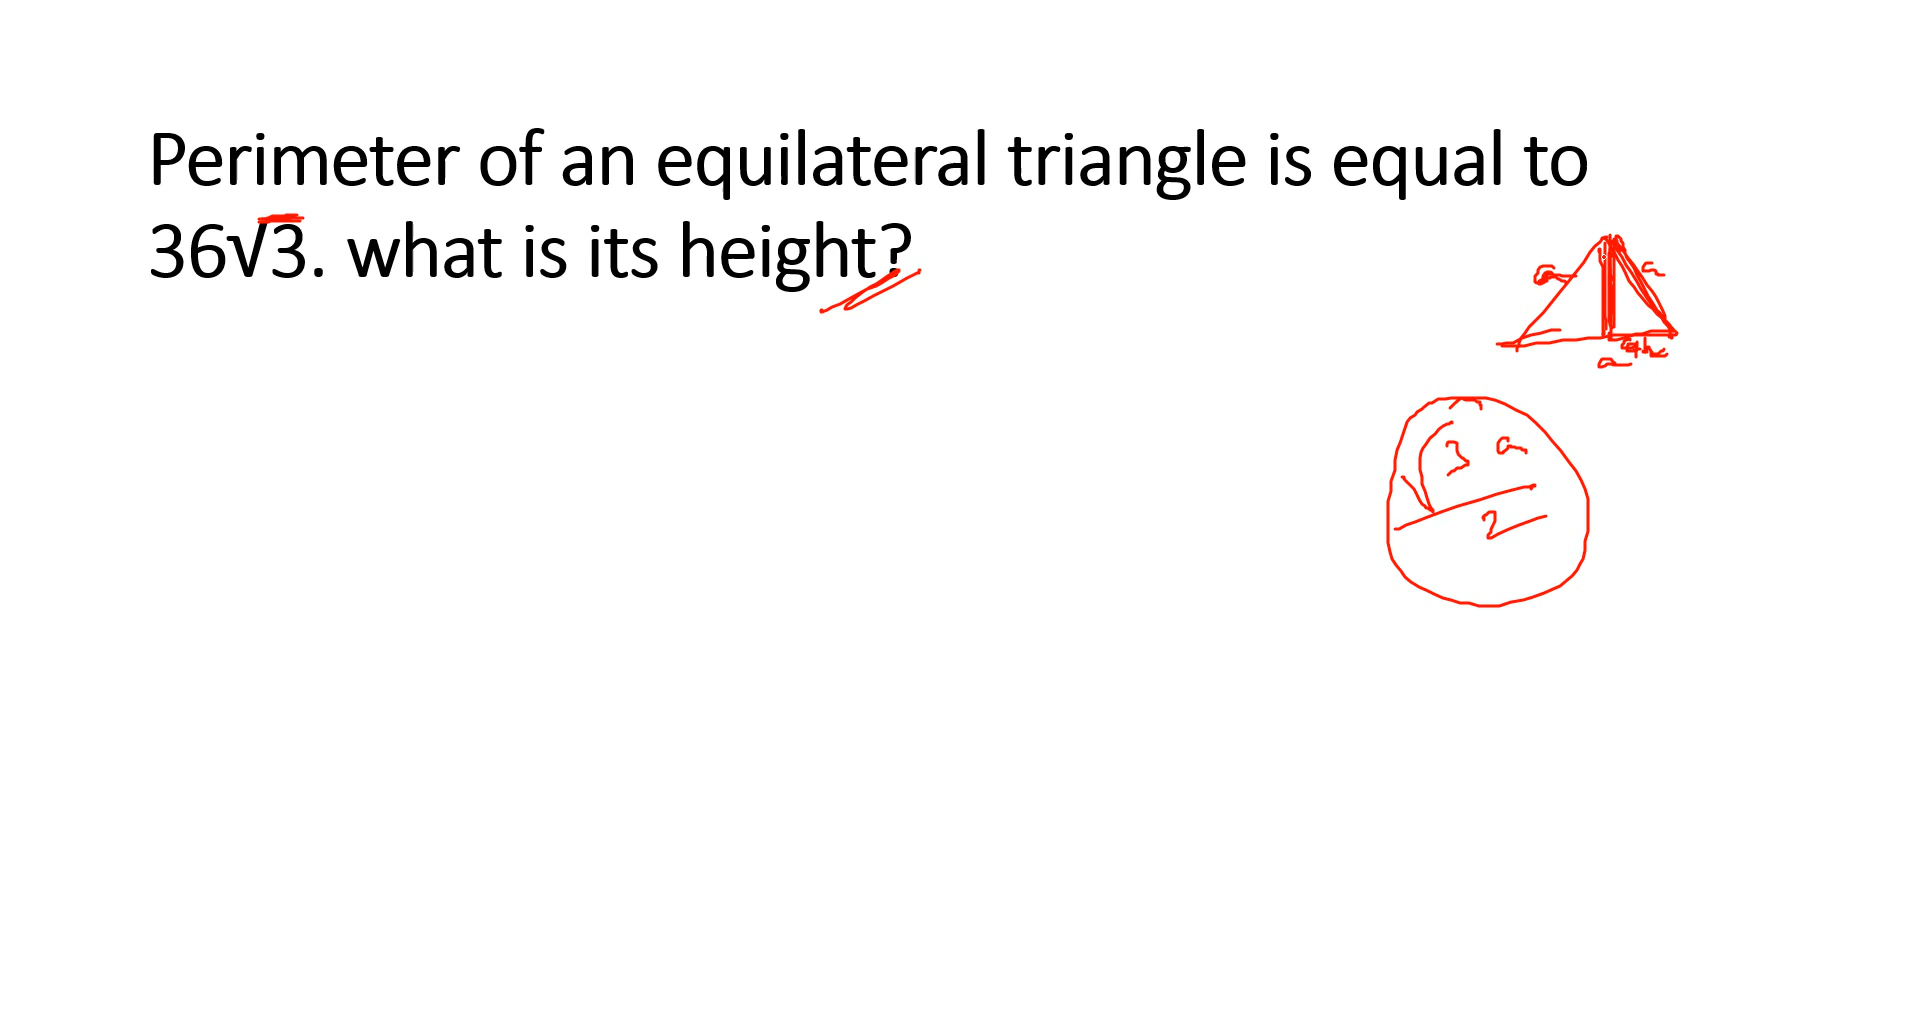 Perimeter of an equilateral triangle is equal to
36√3. what is its height?
a
a
a
√3 a
2